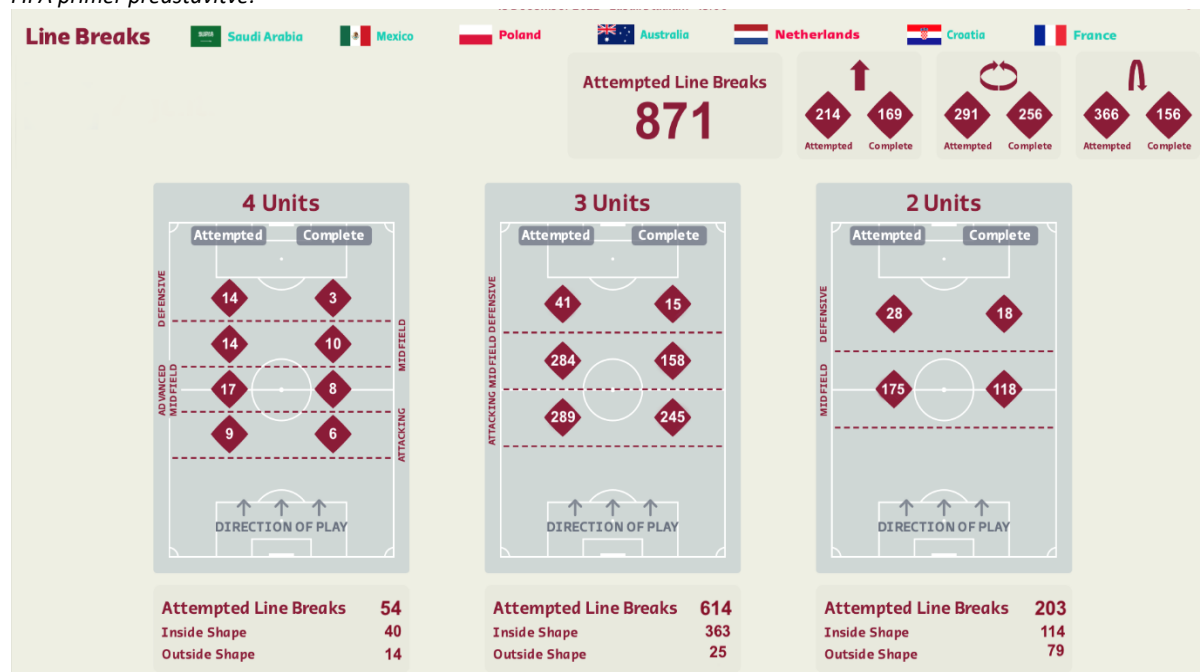 FIFA primer predstavitve:
Line Breaks Saudi Arabia Mexico Poland Australia Netherlands Croatia France
Attempted Line Breaks
871
214 169 291 256 366 156
Attempted Complete Attempted Complete Attempted Complete
4 Units
Attempted Complete
DEFENSIVE
14 3
14 10
MIDFIELD
ADVANCED
MIDFIELD
17 8
9 6
ATTACKING
DIRECTION OF PLAY
Attempted Line Breaks 54
Inside Shape 40
Outside Shape 14
3 Units
Attempted Complete
DEFENSIVE
41 15
MIDFIELD
284 158
ATTACKING
289 245
DIRECTION OF PLAY
Attempted Line Breaks 614
Inside Shape 363
Outside Shape 25
2 Units
Attempted Complete
DEFENSIVE
28 18
MIDFIELD
175 118
DIRECTION OF PLAY
Attempted Line Breaks 203
Inside Shape 114
Outside Shape 79